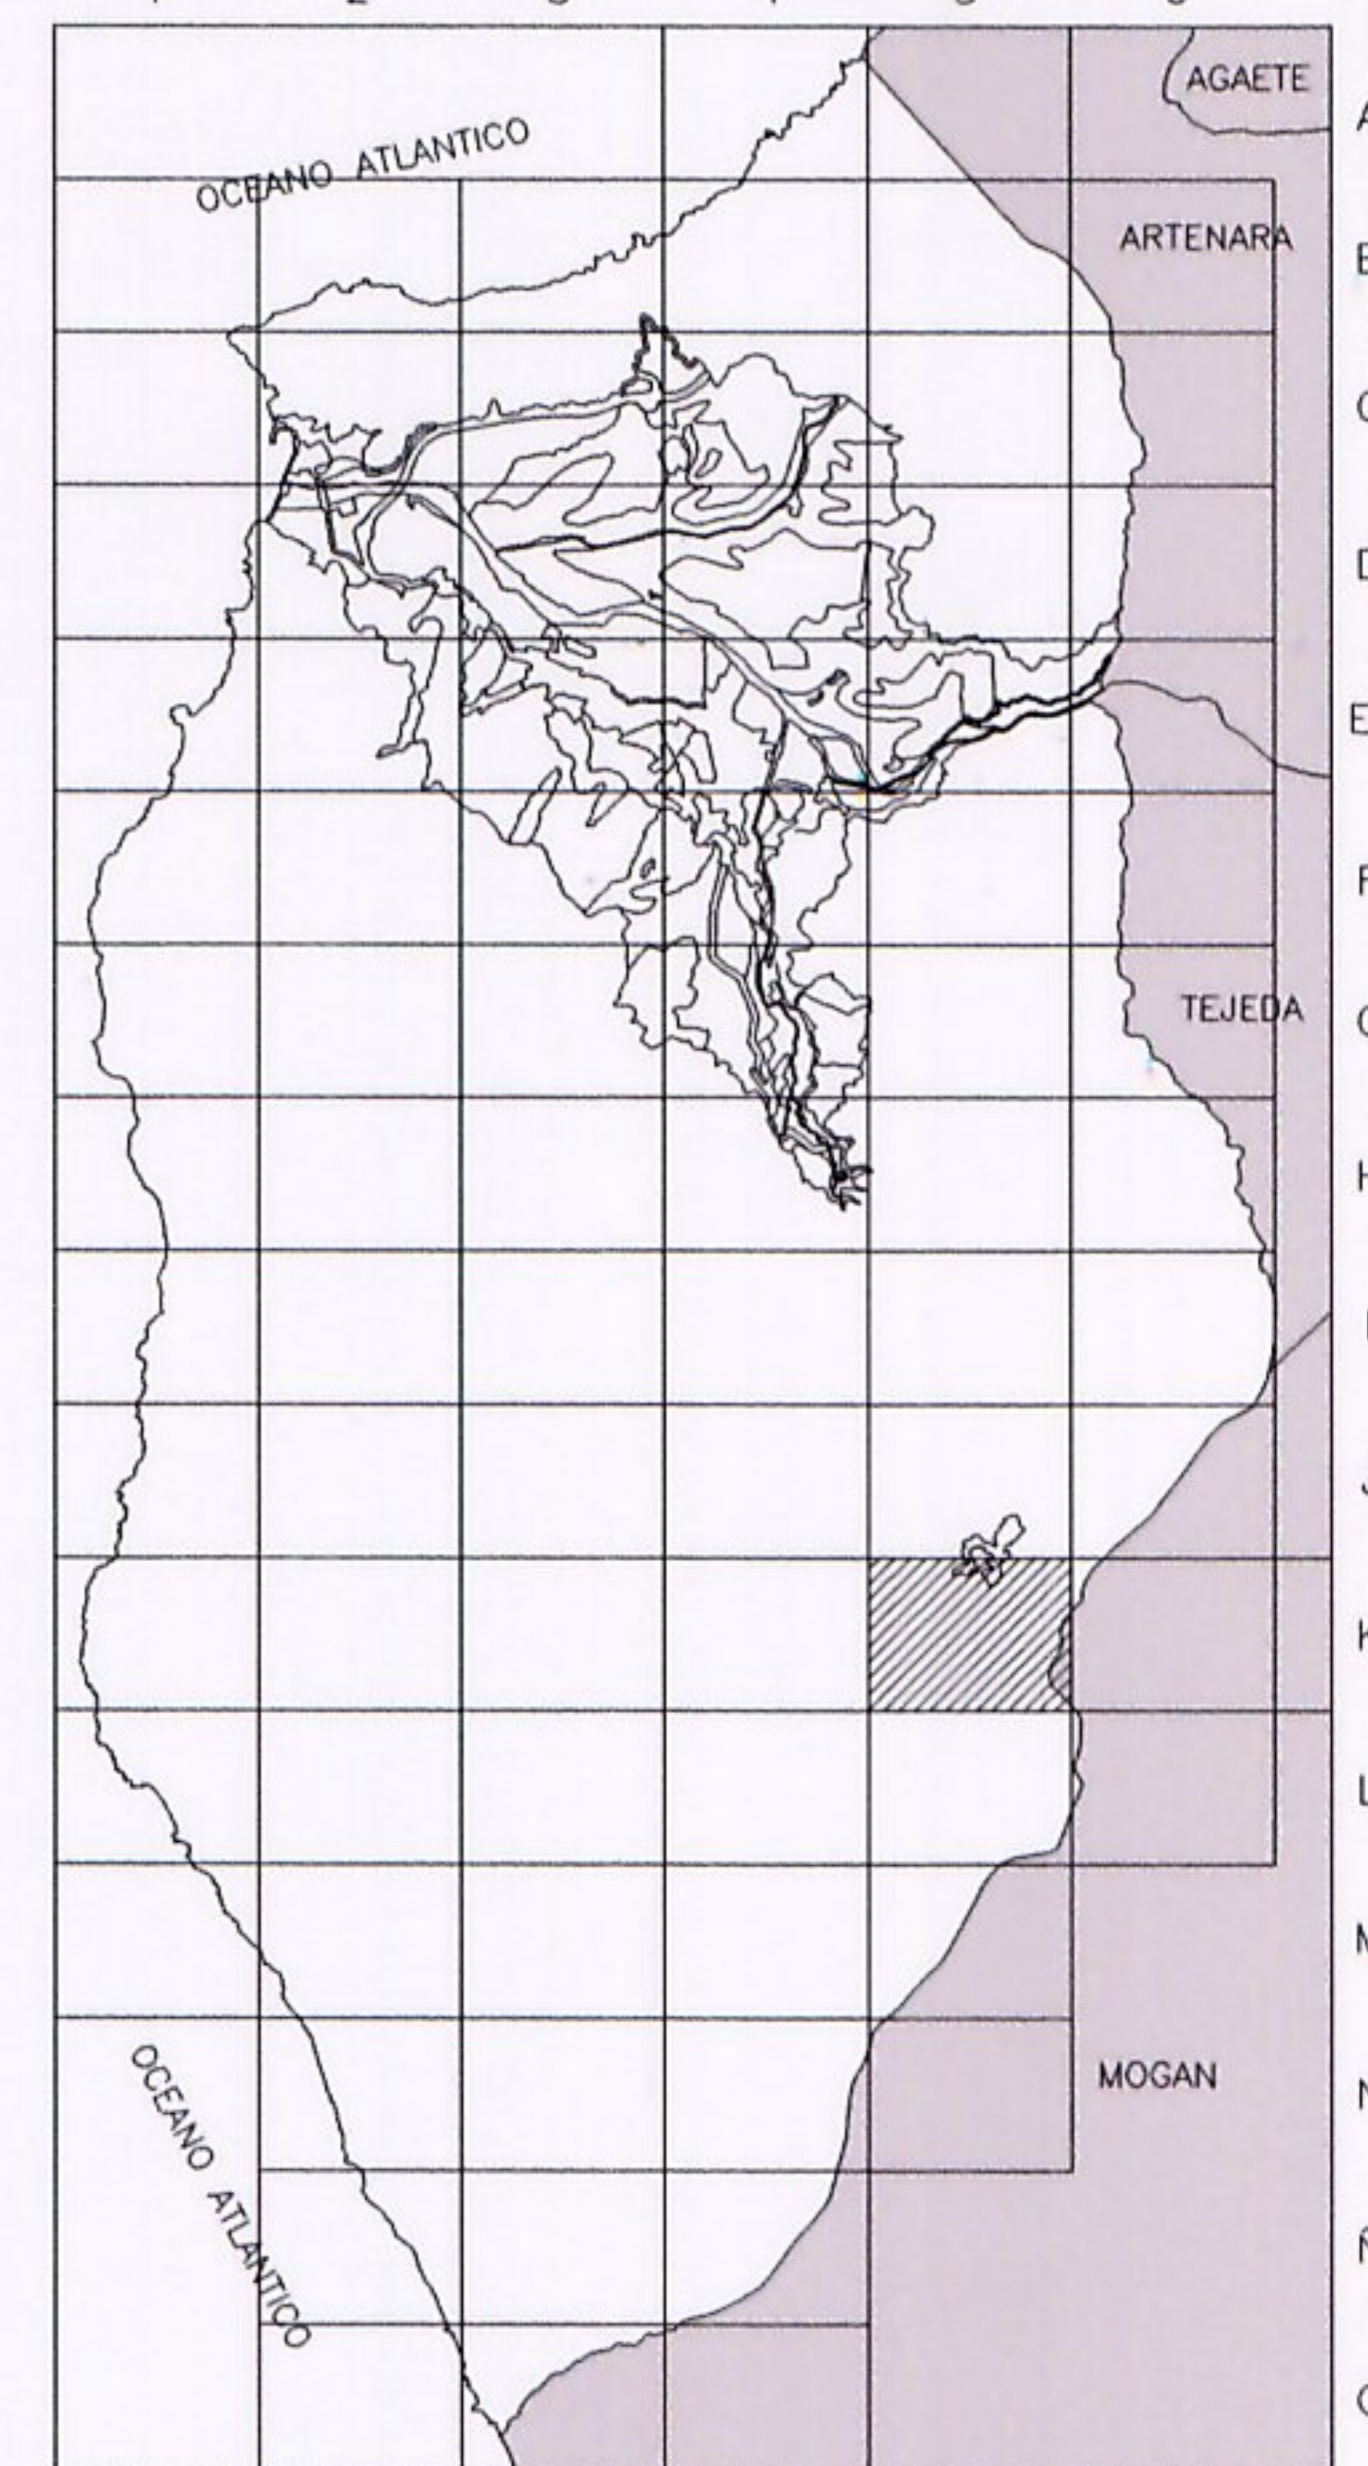 AGAETE
A
OCEANO ATLANTICO
ARTENARA
B
C
D
E
F
TEJEDA
G
H
I
J
K
L
M
MOGAN
N
OCEANO ATLANTICO
Ñ
O